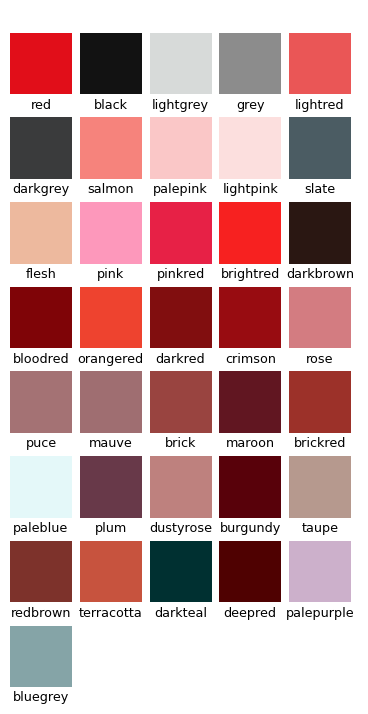 red black lightgrey grey lightred
darkgrey salmon palepink lightpink slate
flesh pink pinkred brightred darkbrown
bloodred orangered darkred crimson rose
puce mauve brick maroon brickred
paleblue plum dustyrose burgundy taupe
redbrown terracotta darkteal deepred palepurple
bluegrey